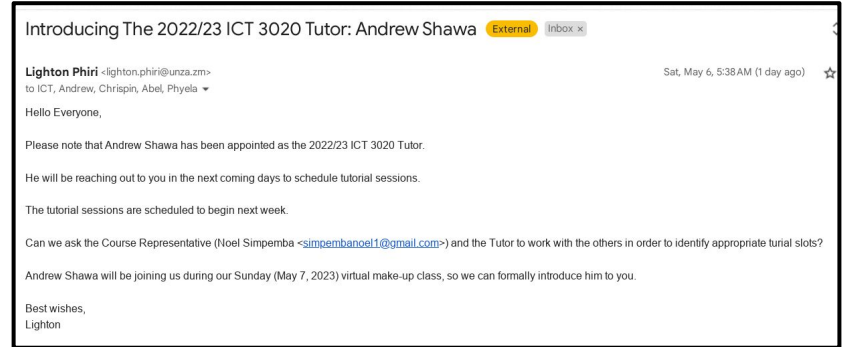 Introducing The 2022/23 ICT 3020 Tutor: Andrew Shawa External Inbox ×
Lighton Phiri <lighton.phiri@unza.zm> Sat, May 6, 5:38 AM (1 day ago)
to ICT, Andrew, Chrispin, Abel, Phyela
Hello Everyone,
Please note that Andrew Shawa has been appointed as the 2022/23 ICT 3020 Tutor.
He will be reaching out to you in the next coming days to schedule tutorial sessions.
The tutorial sessions are scheduled to begin next week.
Can we ask the Course Representative (Noel Simpemba <simpembanoel1@gmail.com>) and the Tutor to work with the others in order to identify appropriate turial slots?
Andrew Shawa will be joining us during our Sunday (May 7, 2023) virtual make-up class, so we can formally introduce him to you.
Best wishes,
Lighton